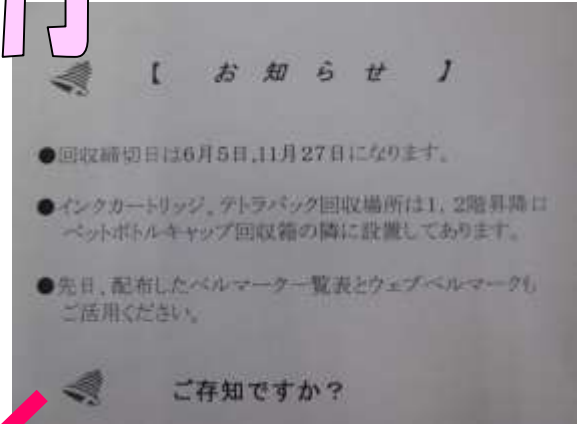 【 お 知 ら せ 】
●回収締切日は6月5日,11月27日になります。
●インクカートリッジ、テトラパック回収場所は1,2階昇降口
ペットボトルキャップ回収箱の隣に設置してあります。
●先日、配布したベルマーク一覧表とウェブベルマークも
ご活用ください。
ご存知ですか?